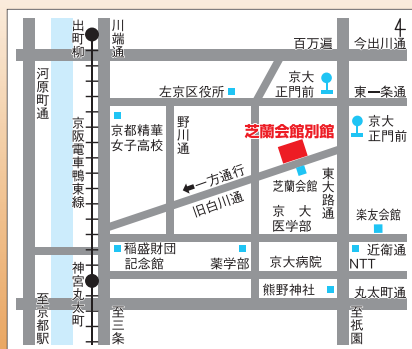 4
出町柳
川端通
百万遍
今出川通
河原町通
京大
正門前
左京区役所
東一条通
京都精華
女子高校
野川通
芝蘭会館別館
京大
正門前
京阪電車鴨東線
一方通行
旧白川通
芝蘭会館
東大路通
京大
医学部
楽友会館
稲盛財団
記念館
薬学部
京大病院
近衛通
NTT
神宮丸太町
熊野神社
丸太町通
至京都駅
至三条
至祇園